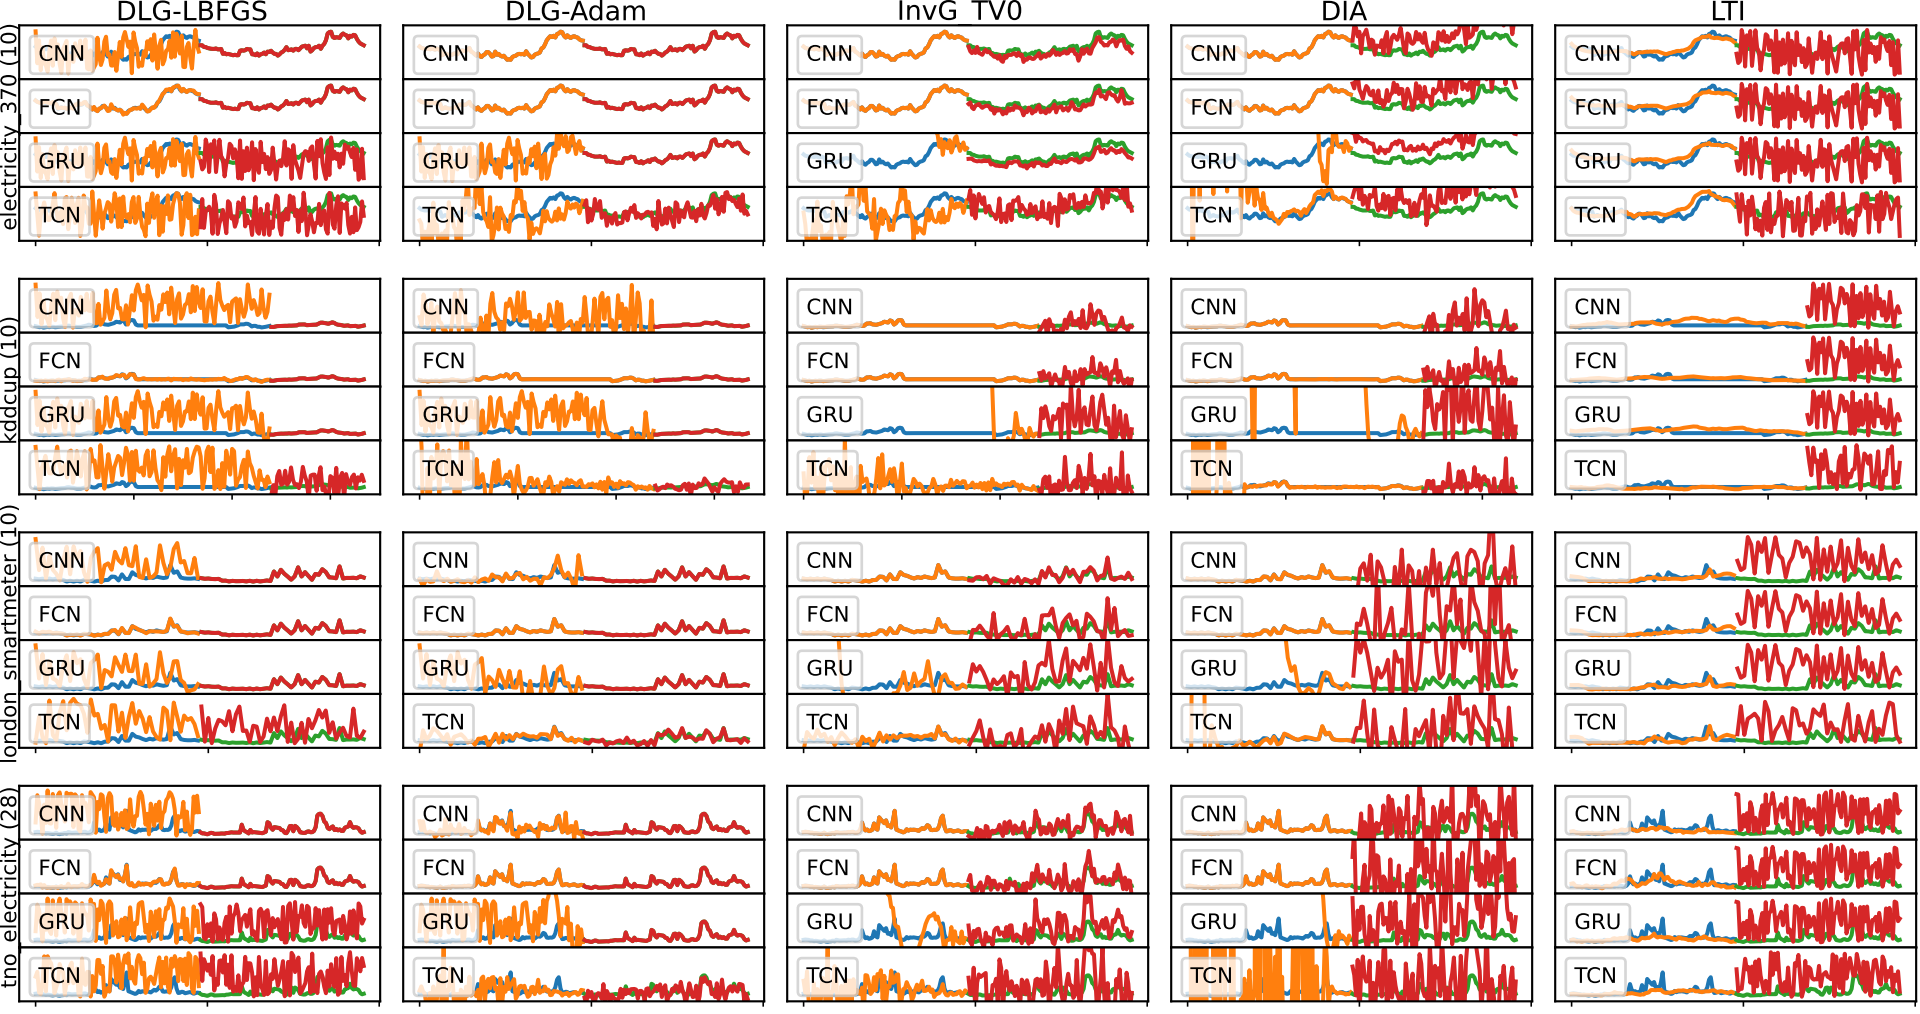 DLG-LBFGS DLG-Adam InvG_TV0 DIA LTI
electricity_370 (10)
CNN CNN CNN CNN CNN
FCN FCN FCN FCN FCN
GRU GRU GRU GRU GRU
TCN TCN TCN TCN TCN
kddcup (10)
CNN CNN CNN CNN CNN
FCN FCN FCN FCN FCN
GRU GRU GRU GRU GRU
TCN TCN TCN TCN TCN
london_smartmeter (10)
CNN CNN CNN CNN CNN
FCN FCN FCN FCN FCN
GRU GRU GRU GRU GRU
TCN TCN TCN TCN TCN
tno_electricity (28)
CNN CNN CNN CNN CNN
FCN FCN FCN FCN FCN
GRU GRU GRU GRU GRU
TCN TCN TCN TCN TCN